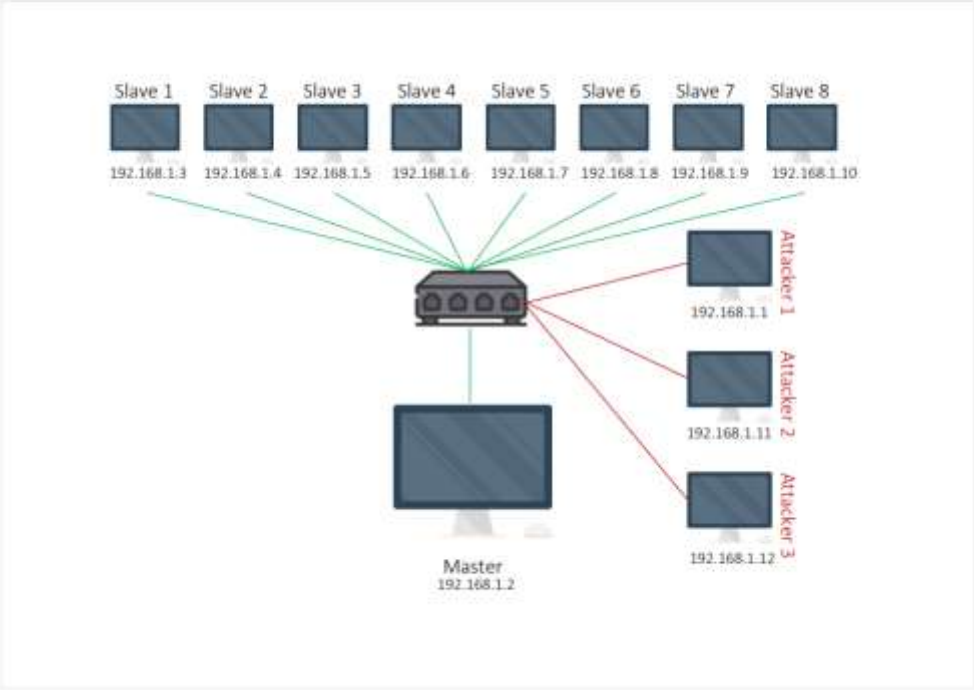 Slave 1 Slave 2 Slave 3 Slave 4 Slave 5 Slave 6 Slave 7 Slave 8
192.168.1.3 192.168.1.4 192.168.1.5 192.168.1.6 192.168.1.7 192.168.1.8 192.168.1.9 192.168.1.10
Attacker 1
192.168.1.1
Attacker 2
192.168.1.11
Attacker 3
192.168.1.12
Master
192.168.1.2